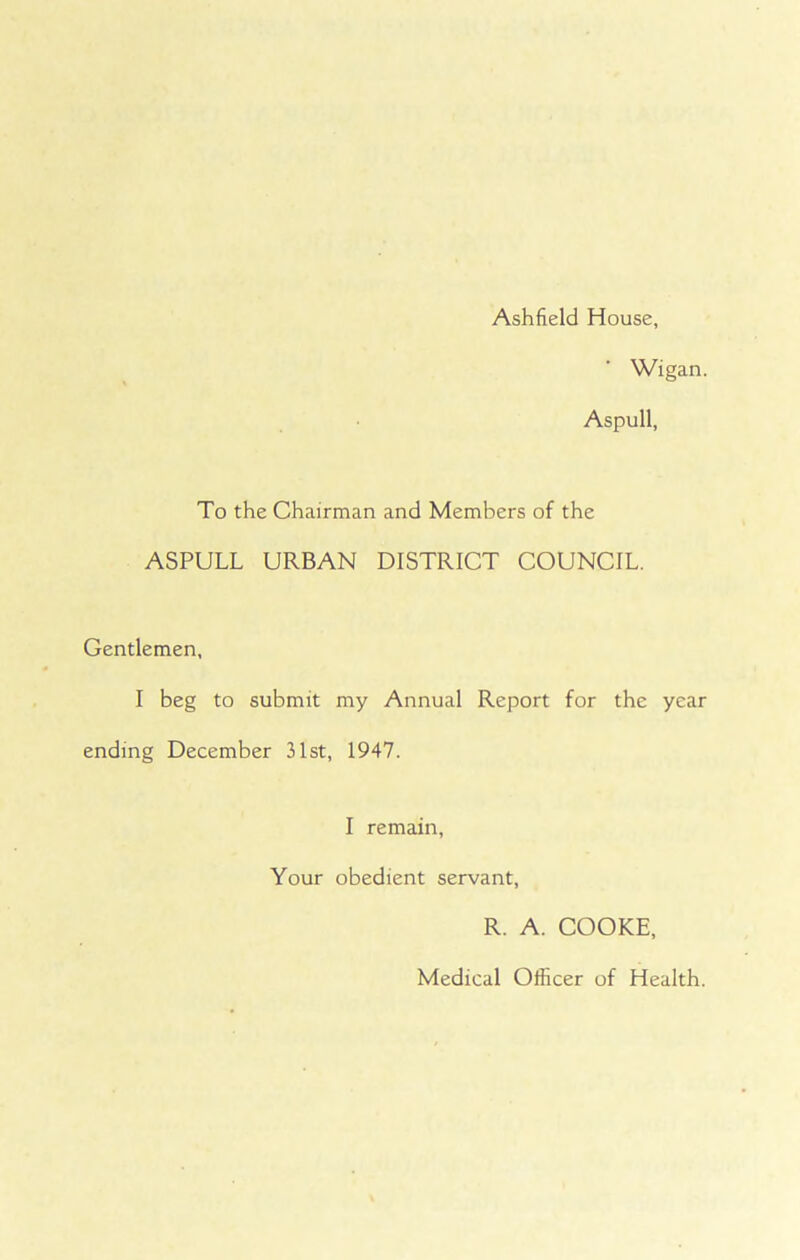 Ashfield House,
Wigan.
Aspull,
To the Chairman and Members of the
ASPULL URBAN DISTRICT COUNCIL.
Gentlemen,
I beg to submit my Annual Report for the year
ending December 31st, 1947.
I remain,
Your obedient servant,
R. A. COOKE,
Medical Officer of Health.